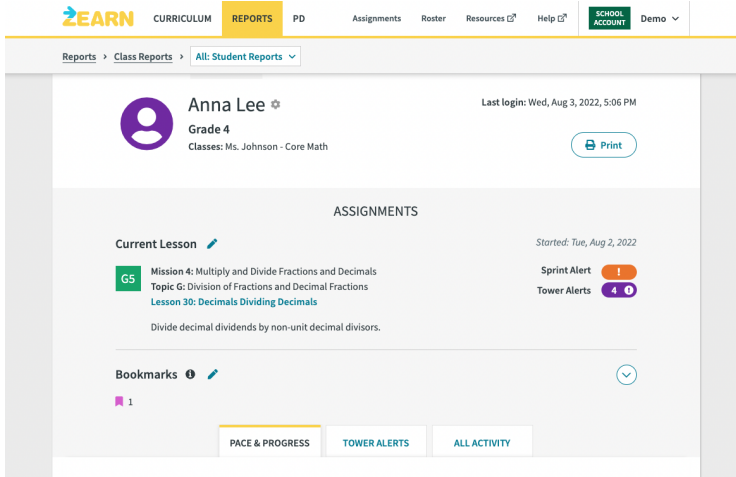 ZEARN CURRICULUM REPORTS PD Assignments Roster Resources Help SCHOOL ACCOUNT Demo
Reports > Class Reports > All: Student Reports
Anna Lee
Last login: Wed, Aug 3, 2022, 5:06 PM
Grade 4
Classes: Ms. Johnson - Core Math
Print
ASSIGNMENTS
Current Lesson
Started: Tue, Aug 2, 2022
G5
Mission 4: Multiply and Divide Fractions and Decimals
Topic G: Division of Fractions and Decimal Fractions
Lesson 30: Decimals Dividing Decimals
Divide decimal dividends by non-unit decimal divisors.
Sprint Alert !
Tower Alerts 4 !
Bookmarks
1
PACE & PROGRESS TOWER ALERTS ALL ACTIVITY